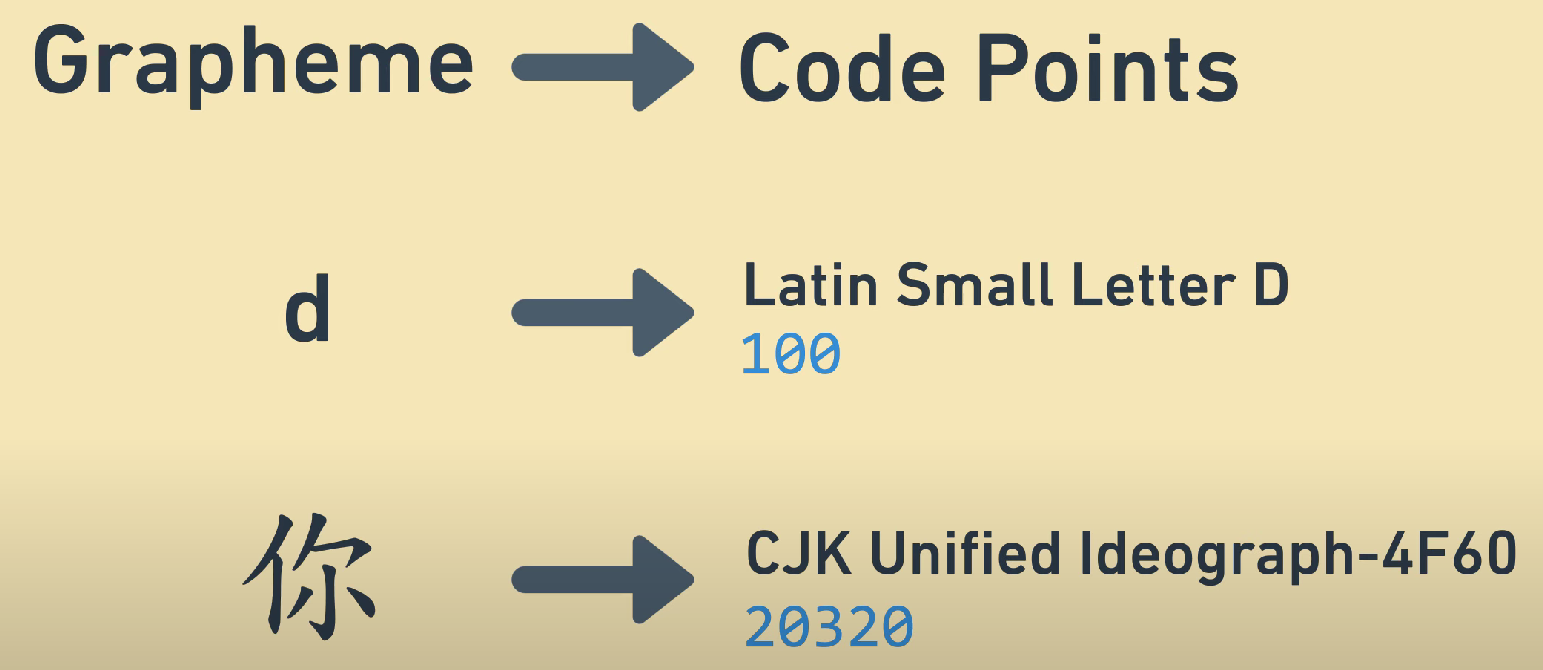 Grapheme → Code Points
d → Latin Small Letter D
100
你 → CJK Unified Ideograph-4F60
20320